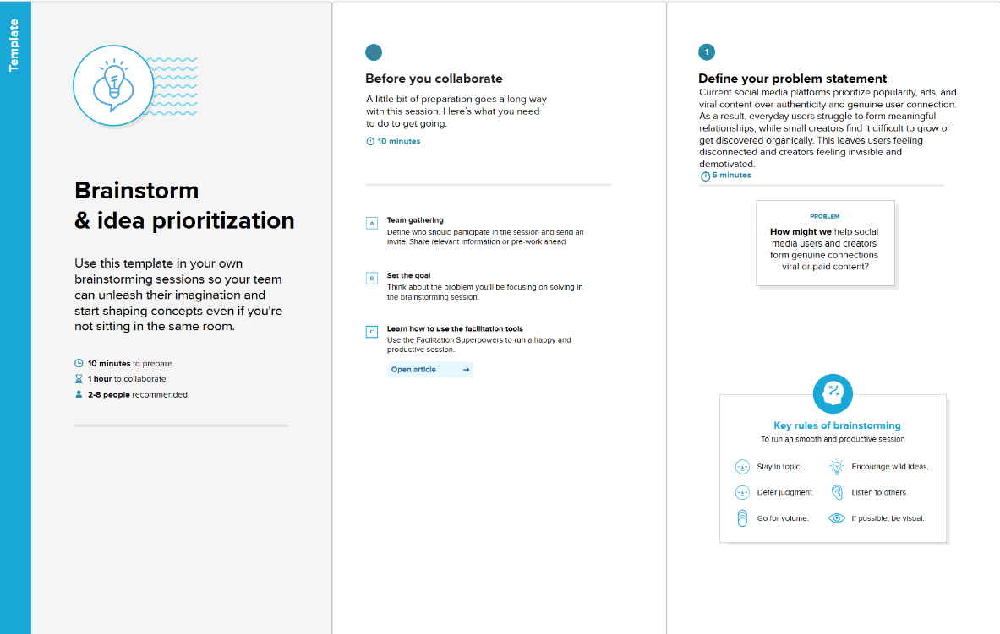 Template
Brainstorm
& idea prioritization
Use this template in your own
brainstorming sessions so your team
can unleash their imagination and
start shaping concepts even if you're
not sitting in the same room.
10 minutes to prepare
1 hour to collaborate
2-8 people recommended
Before you collaborate
A little bit of preparation goes a long way
with this session. Here's what you need
to do to get going.
10 minutes
A
Team gathering
Define who should participate in the session and send an
invite. Share relevant information or pre-work ahead
B
Set the goal
Think about the problem you'll be focusing on solving in
the brainstorming session.
C
Learn how to use the facilitation tools
Use the Facilitation Superpowers to run a happy and
productive session.
Open article
1
Define your problem statement
Current social media platforms prioritize popularity, ads, and
viral content over authenticity and genuine user connection.
As a result, everyday users struggle to form meaningful
relationships, while small creators find it difficult to grow or
get discovered organically. This leaves users feeling
disconnected and creators feeling invisible and
demotivated.
5 minutes
PROBLEM
How might we help social
media users and creators
form genuine connections
viral or paid content?
Key rules of brainstorming
To run an smooth and productive session
Stay in topic.
Encourage wild ideas.
Defer judgment.
Listen to others.
Go for volume.
If possible, be visual.